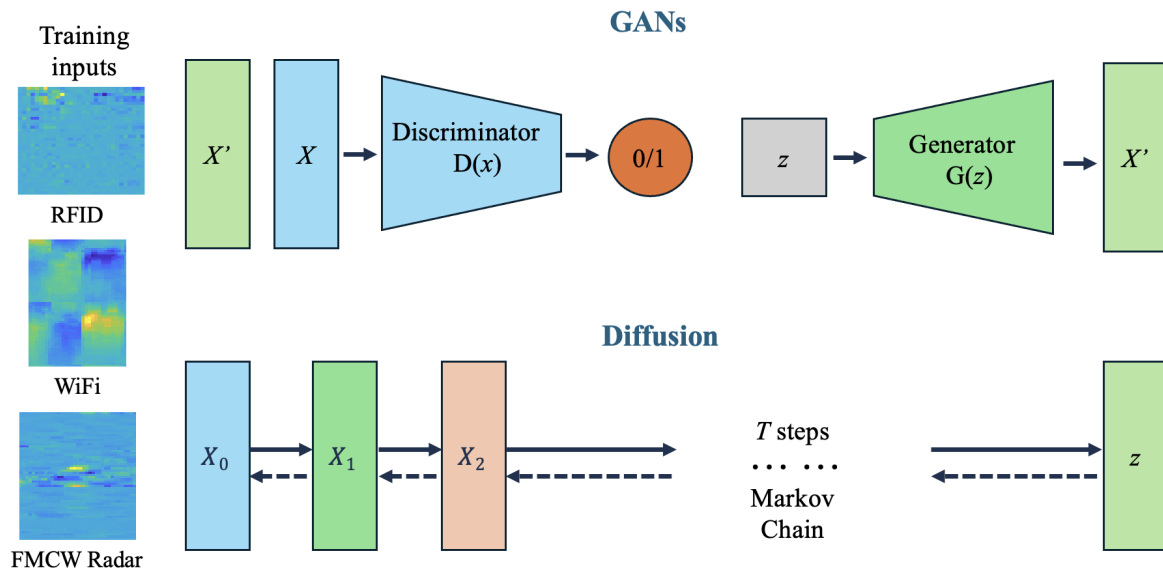 Training
inputs
RFID
WiFi
FMCW Radar
GANs
X'
X
Discriminator
D(x)
0/1
z
Generator
G(z)
X'
Diffusion
X₀
X₁
X₂
T steps
... ...
Markov
Chain
z